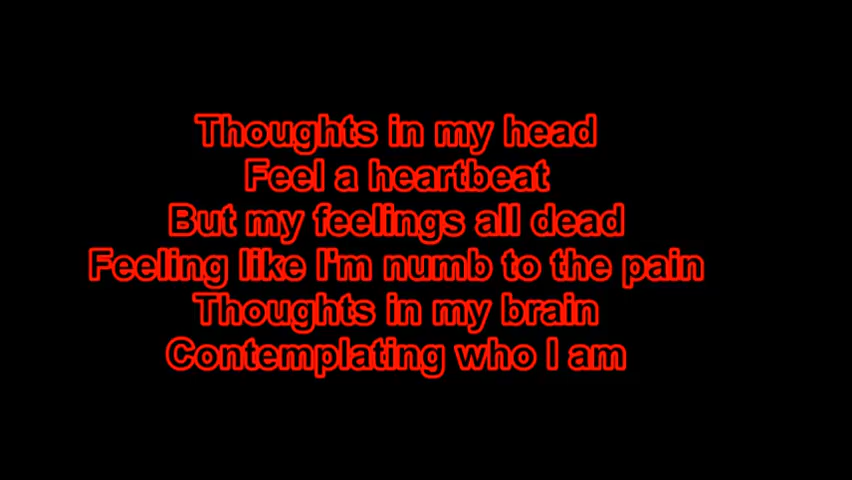 Thoughts in my head
Feel a heartbeat
But my feelings all dead
Feeling like I'm numb to the pain
Thoughts in my brain
Contemplating who I am